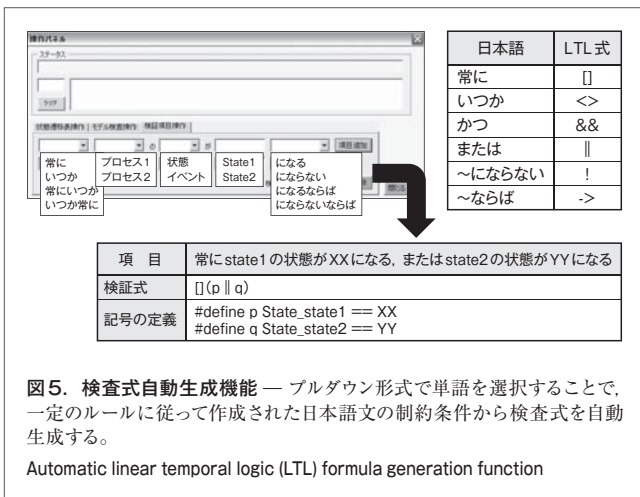 操作パネル
ステータス
クリア
状態遷移表操作 モデル検査操作 検証項目操作
の が 項目追加
常に
いつか
常にいつか
いつか常に
プロセス1
プロセス2
状態
イベント
State1
State2
になる
にならない
になるならば
にならないならば
閉じる
日本語 LTL式
常に []
いつか <>
かつ &&
または ||
~にならない !
~ならば ->
項 目 常にstate1の状態がXXになる，またはstate2の状態がYYになる
検証式 [](p || q)
記号の定義 #define p State_state1 == XX
#define q State_state2 == YY
図5．検査式自動生成機能 — プルダウン形式で単語を選択することで，
一定のルールに従って作成された日本語文の制約条件から検査式を自動
生成する。
Automatic linear temporal logic (LTL) formula generation function